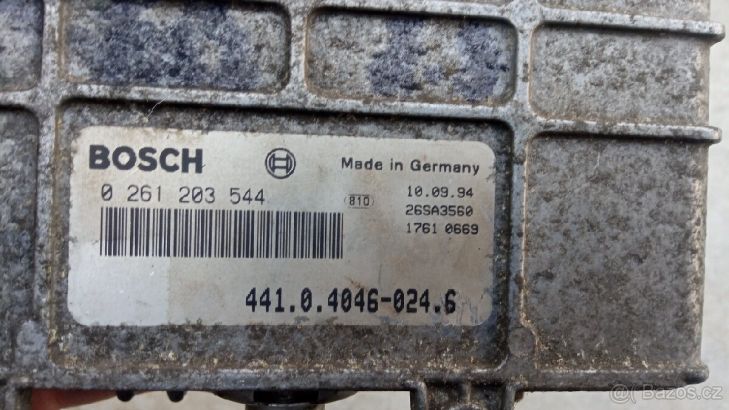 BOSCH
Made in Germany
0 261 203 544
810
10.09.94
26SA3560
1761 0669
441.0.4046-024.6
Bazos.cz